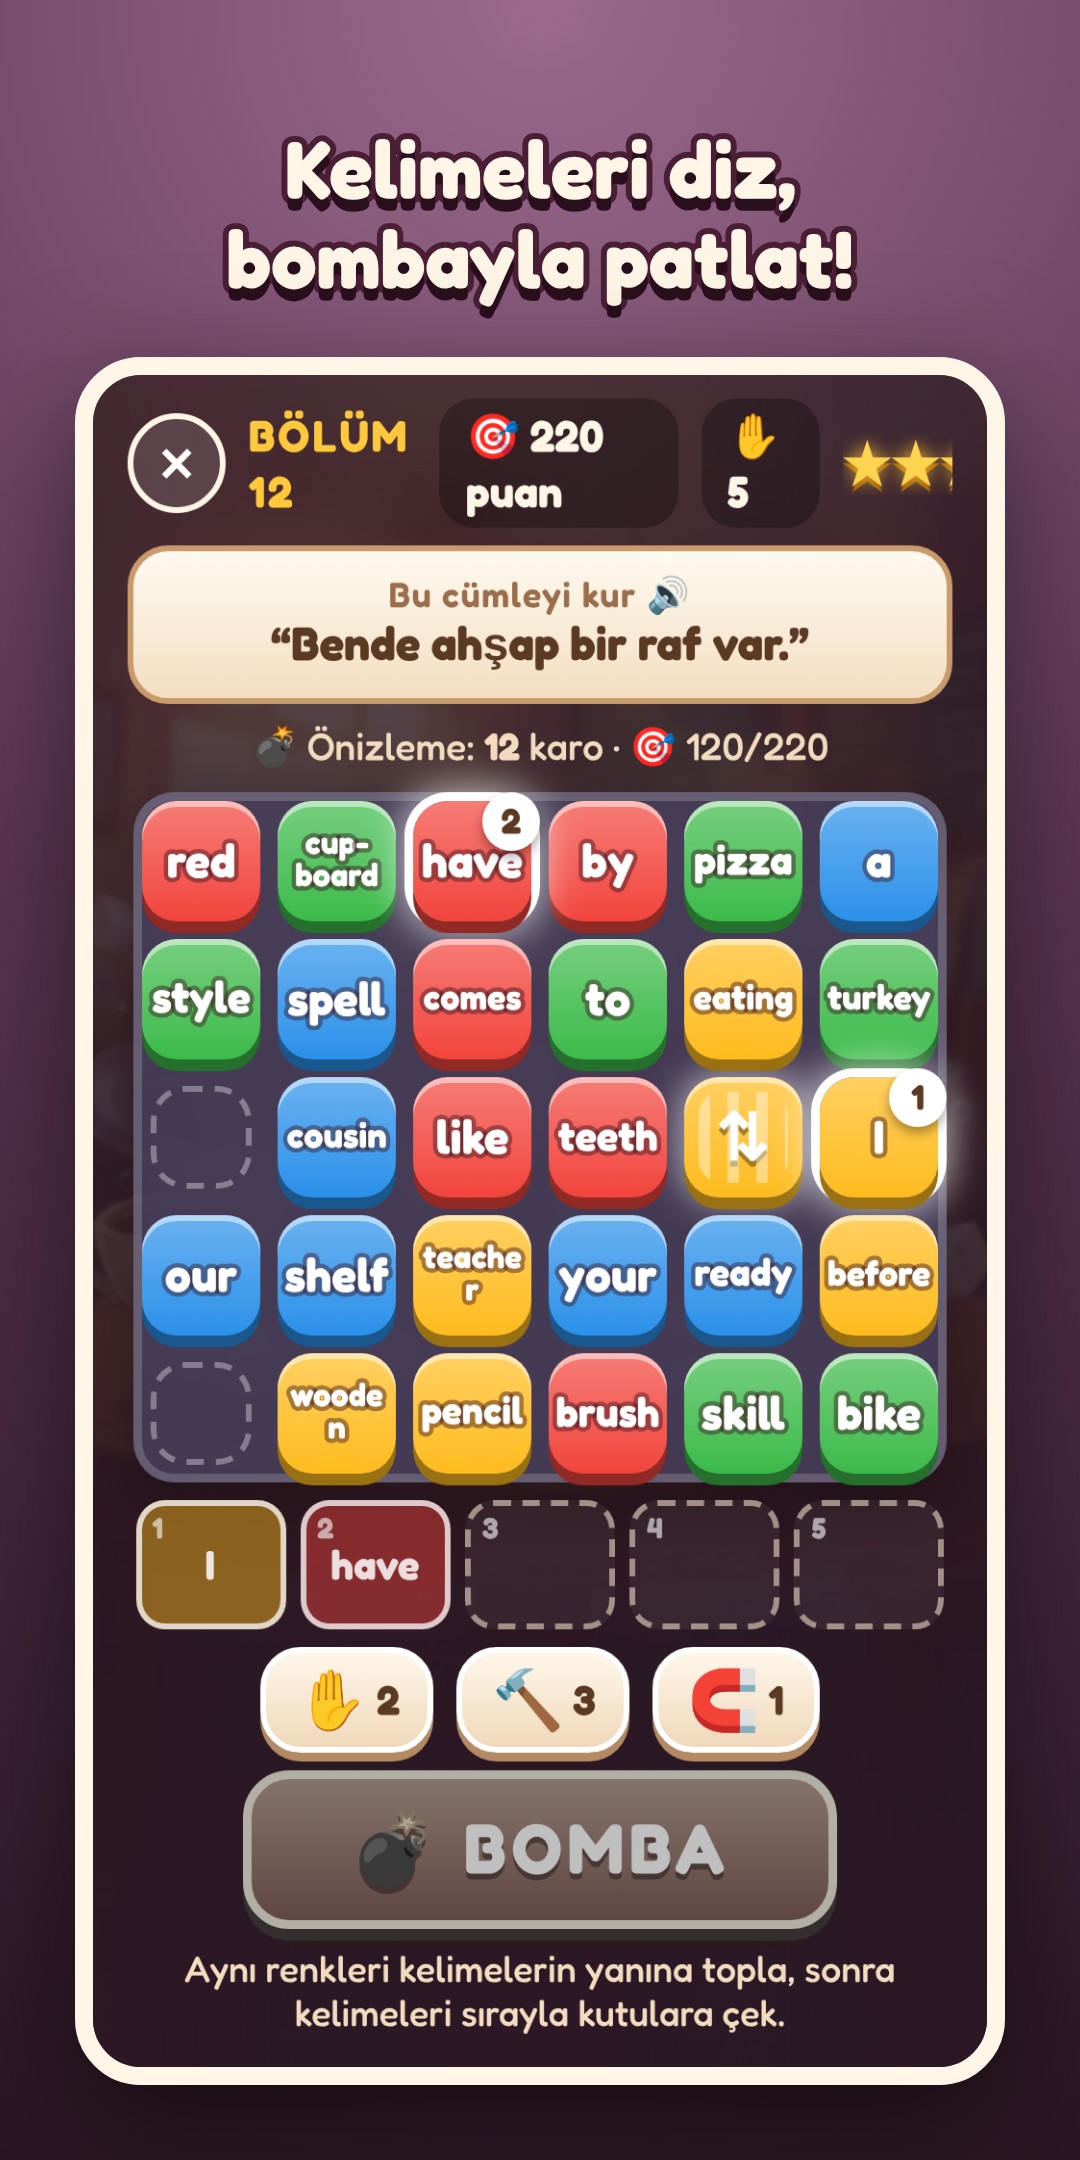 Kelimeleri diz,
bombayla patlat!
BÖLÜM
12
220
puan
5
Bu cümleyi kur
“Bende ahşap bir raf var.”
Önizleme: 12 karo · 120/220
red cup- have 2 by pizza a
board
style spell comes to eating turkey
cousin like teeth I 1
our shelf teache your ready before
r
woode pencil brush skill bike
n
1 2 3 4 5
I have
2 3 1
BOMBA
Aynı renkleri kelimelerin yanına topla, sonra
kelimeleri sırayla kutulara çek.